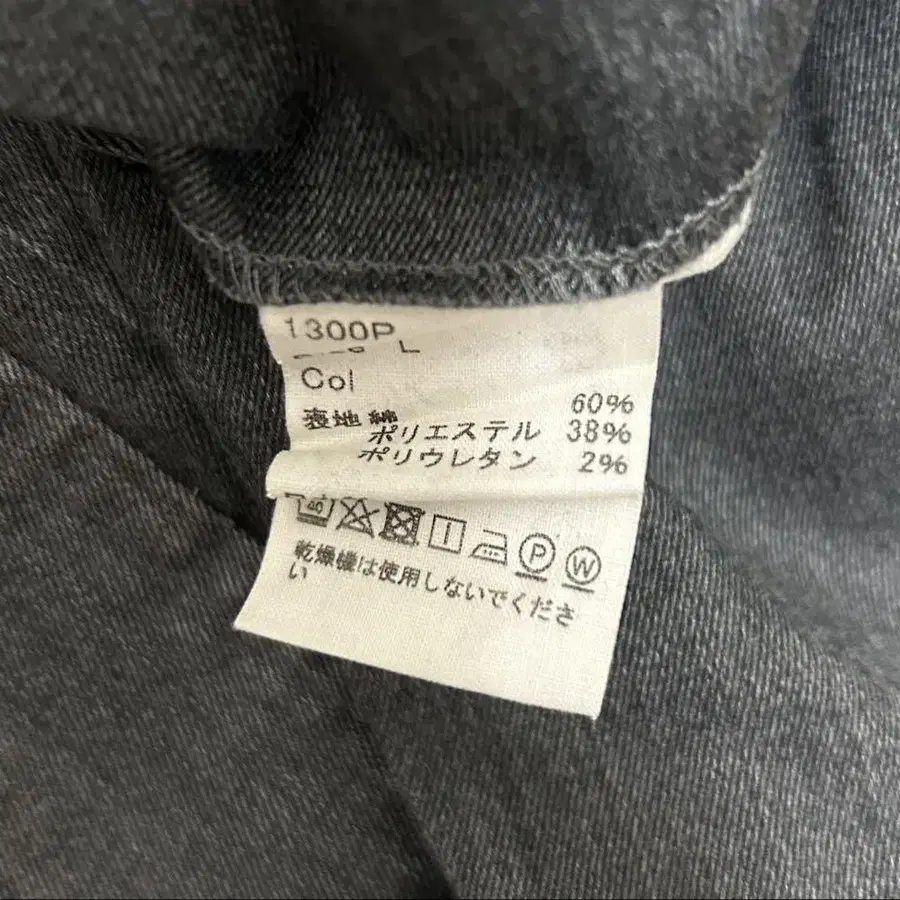 1300P
L
Col
表地 綿 60%
ポリエステル 38%
ポリウレタン 2%
40
P W
乾燥機は使用しないでくださ
い